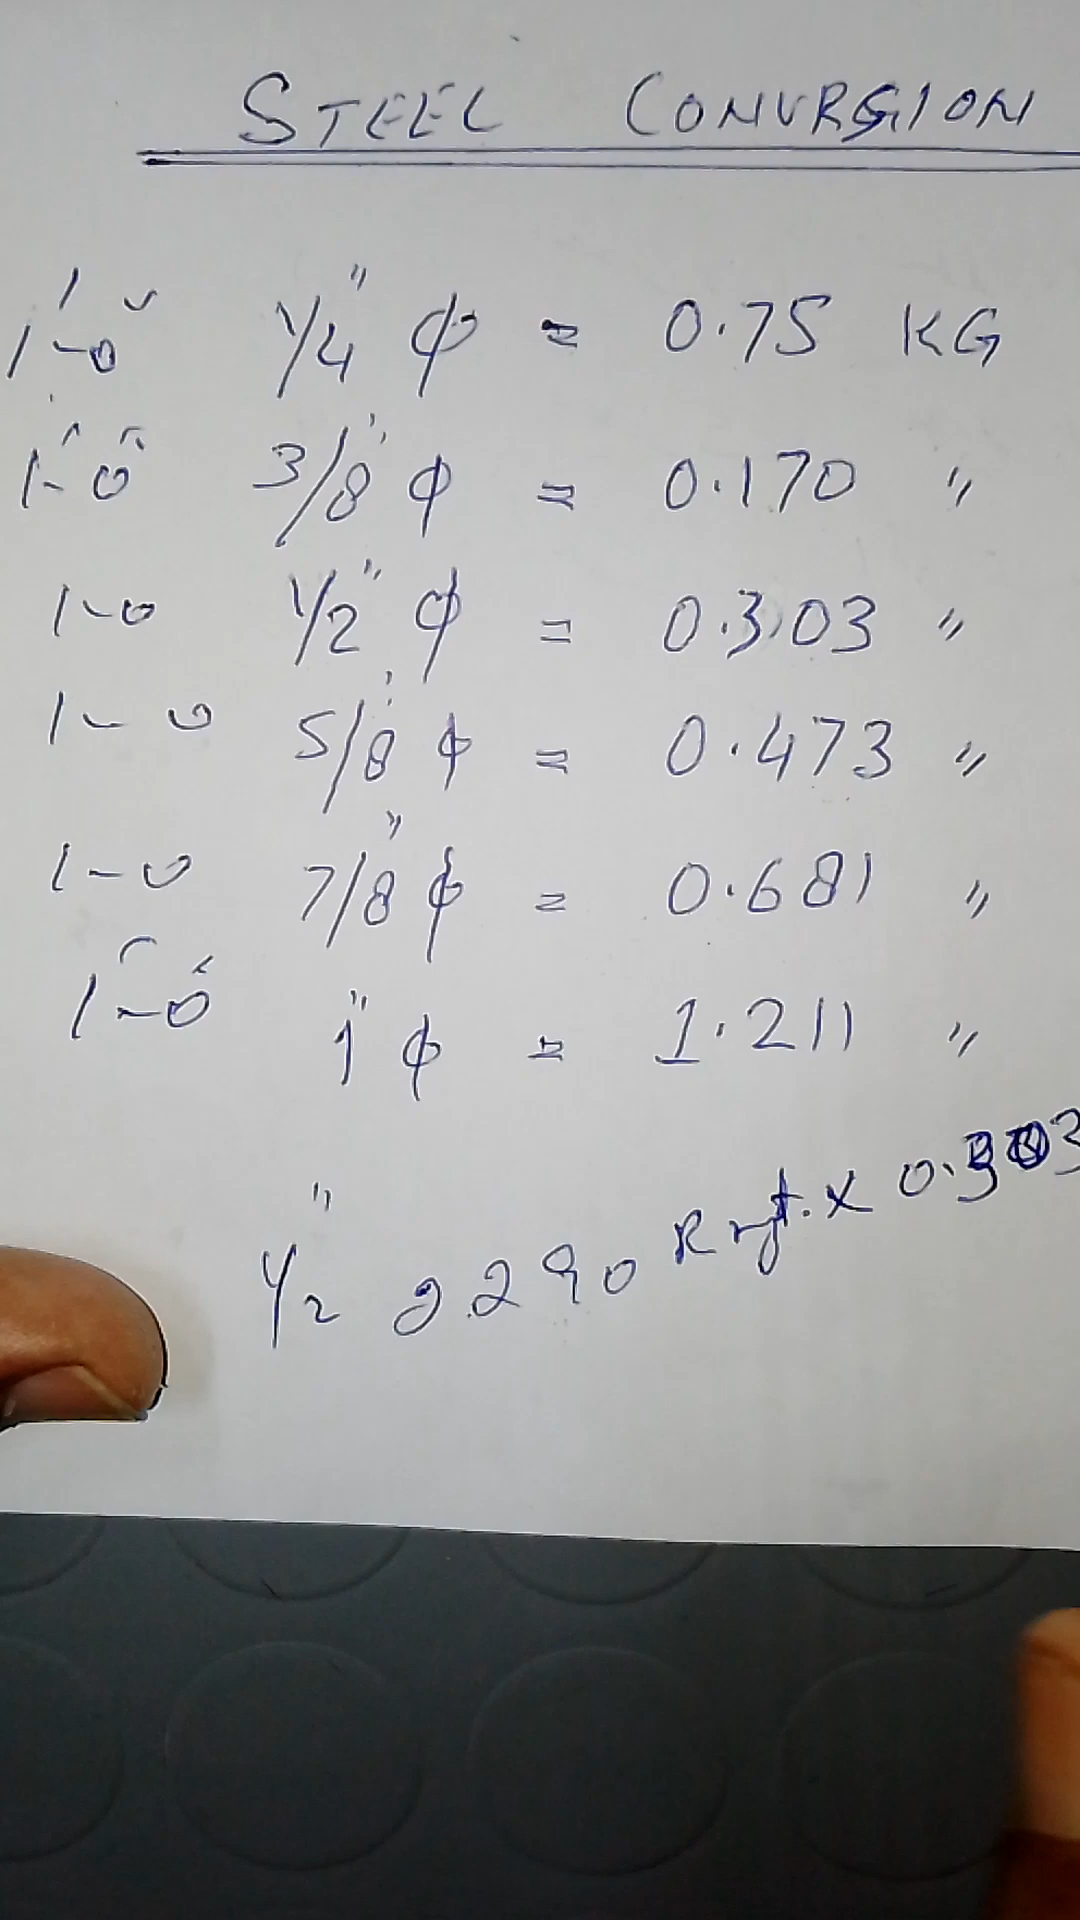 STEEL CONVRSION
1'-0" 1/4" φ = 0.75 KG
1'-0" 3/8" φ = 0.170 "
1-0 1/2" φ = 0.303 "
1-0 5/8" φ = 0.473 "
1-0 7/8" φ = 0.681 "
1'-0" 1" φ = 1.211 "
1/2" 2290 Rft. x 0.303